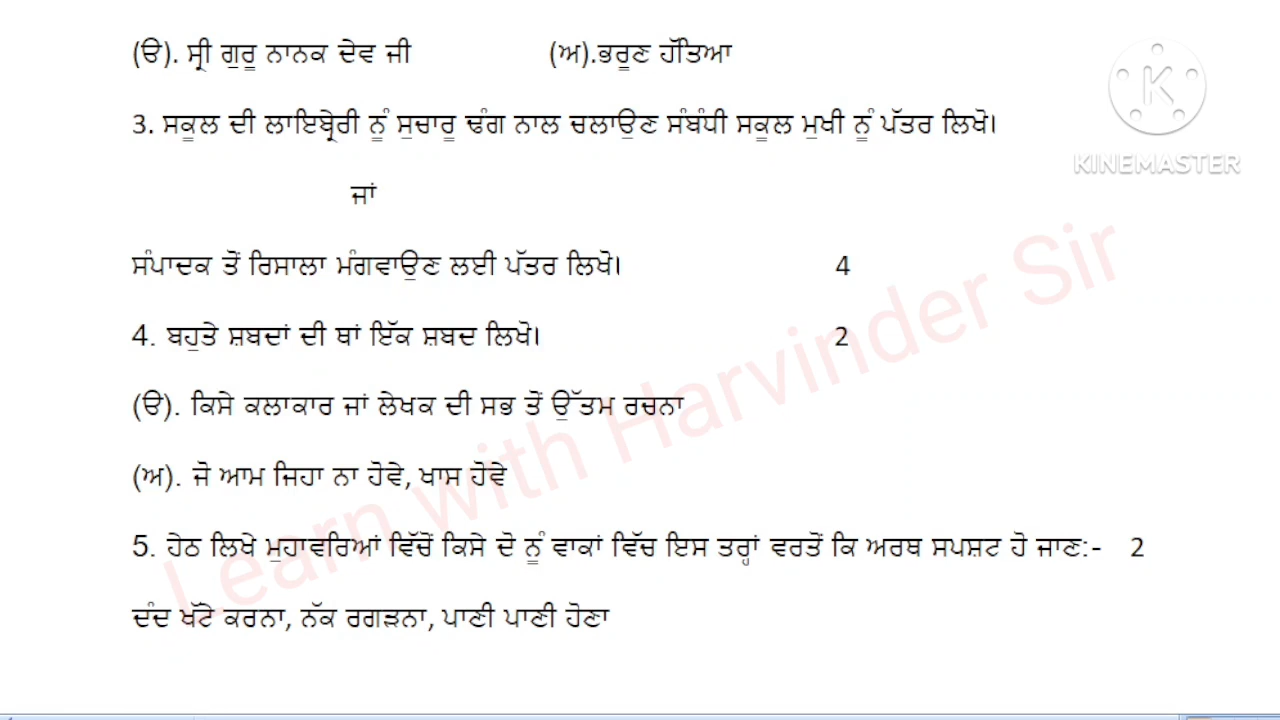 (ੳ). ਸ੍ਰੀ ਗੁਰੂ ਨਾਨਕ ਦੇਵ ਜੀ (ਅ).ਭਰੂਣ ਹੱਤਿਆ
3. ਸਕੂਲ ਦੀ ਲਾਇਬ੍ਰੇਰੀ ਨੂੰ ਸੁਚਾਰੂ ਢੰਗ ਨਾਲ ਚਲਾਉਣ ਸੰਬੰਧੀ ਸਕੂਲ ਮੁਖੀ ਨੂੰ ਪੱਤਰ ਲਿਖੋ।
ਜਾਂ
ਸੰਪਾਦਕ ਤੋਂ ਰਿਸਾਲਾ ਮੰਗਵਾਉਣ ਲਈ ਪੱਤਰ ਲਿਖੋ। 4
4. ਬਹੁਤੇ ਸ਼ਬਦਾਂ ਦੀ ਥਾਂ ਇੱਕ ਸ਼ਬਦ ਲਿਖੋ। 2
(ੳ). ਕਿਸੇ ਕਲਾਕਾਰ ਜਾਂ ਲੇਖਕ ਦੀ ਸਭ ਤੋਂ ਉੱਤਮ ਰਚਨਾ
(ਅ). ਜੋ ਆਮ ਜਿਹਾ ਨਾ ਹੋਵੇ, ਖਾਸ ਹੋਵੇ
5. ਹੇਠ ਲਿਖੇ ਮੁਹਾਵਰਿਆਂ ਵਿੱਚੋਂ ਕਿਸੇ ਦੋ ਨੂੰ ਵਾਕਾਂ ਵਿੱਚ ਇਸ ਤਰ੍ਹਾਂ ਵਰਤੋਂ ਕਿ ਅਰਥ ਸਪਸ਼ਟ ਹੋ ਜਾਣ:- 2
ਦੰਦ ਖੱਟੇ ਕਰਨਾ, ਨੱਕ ਰਗੜਨਾ, ਪਾਣੀ ਪਾਣੀ ਹੋਣਾ
K
KINEMASTER
Learn with Harvinder Sir